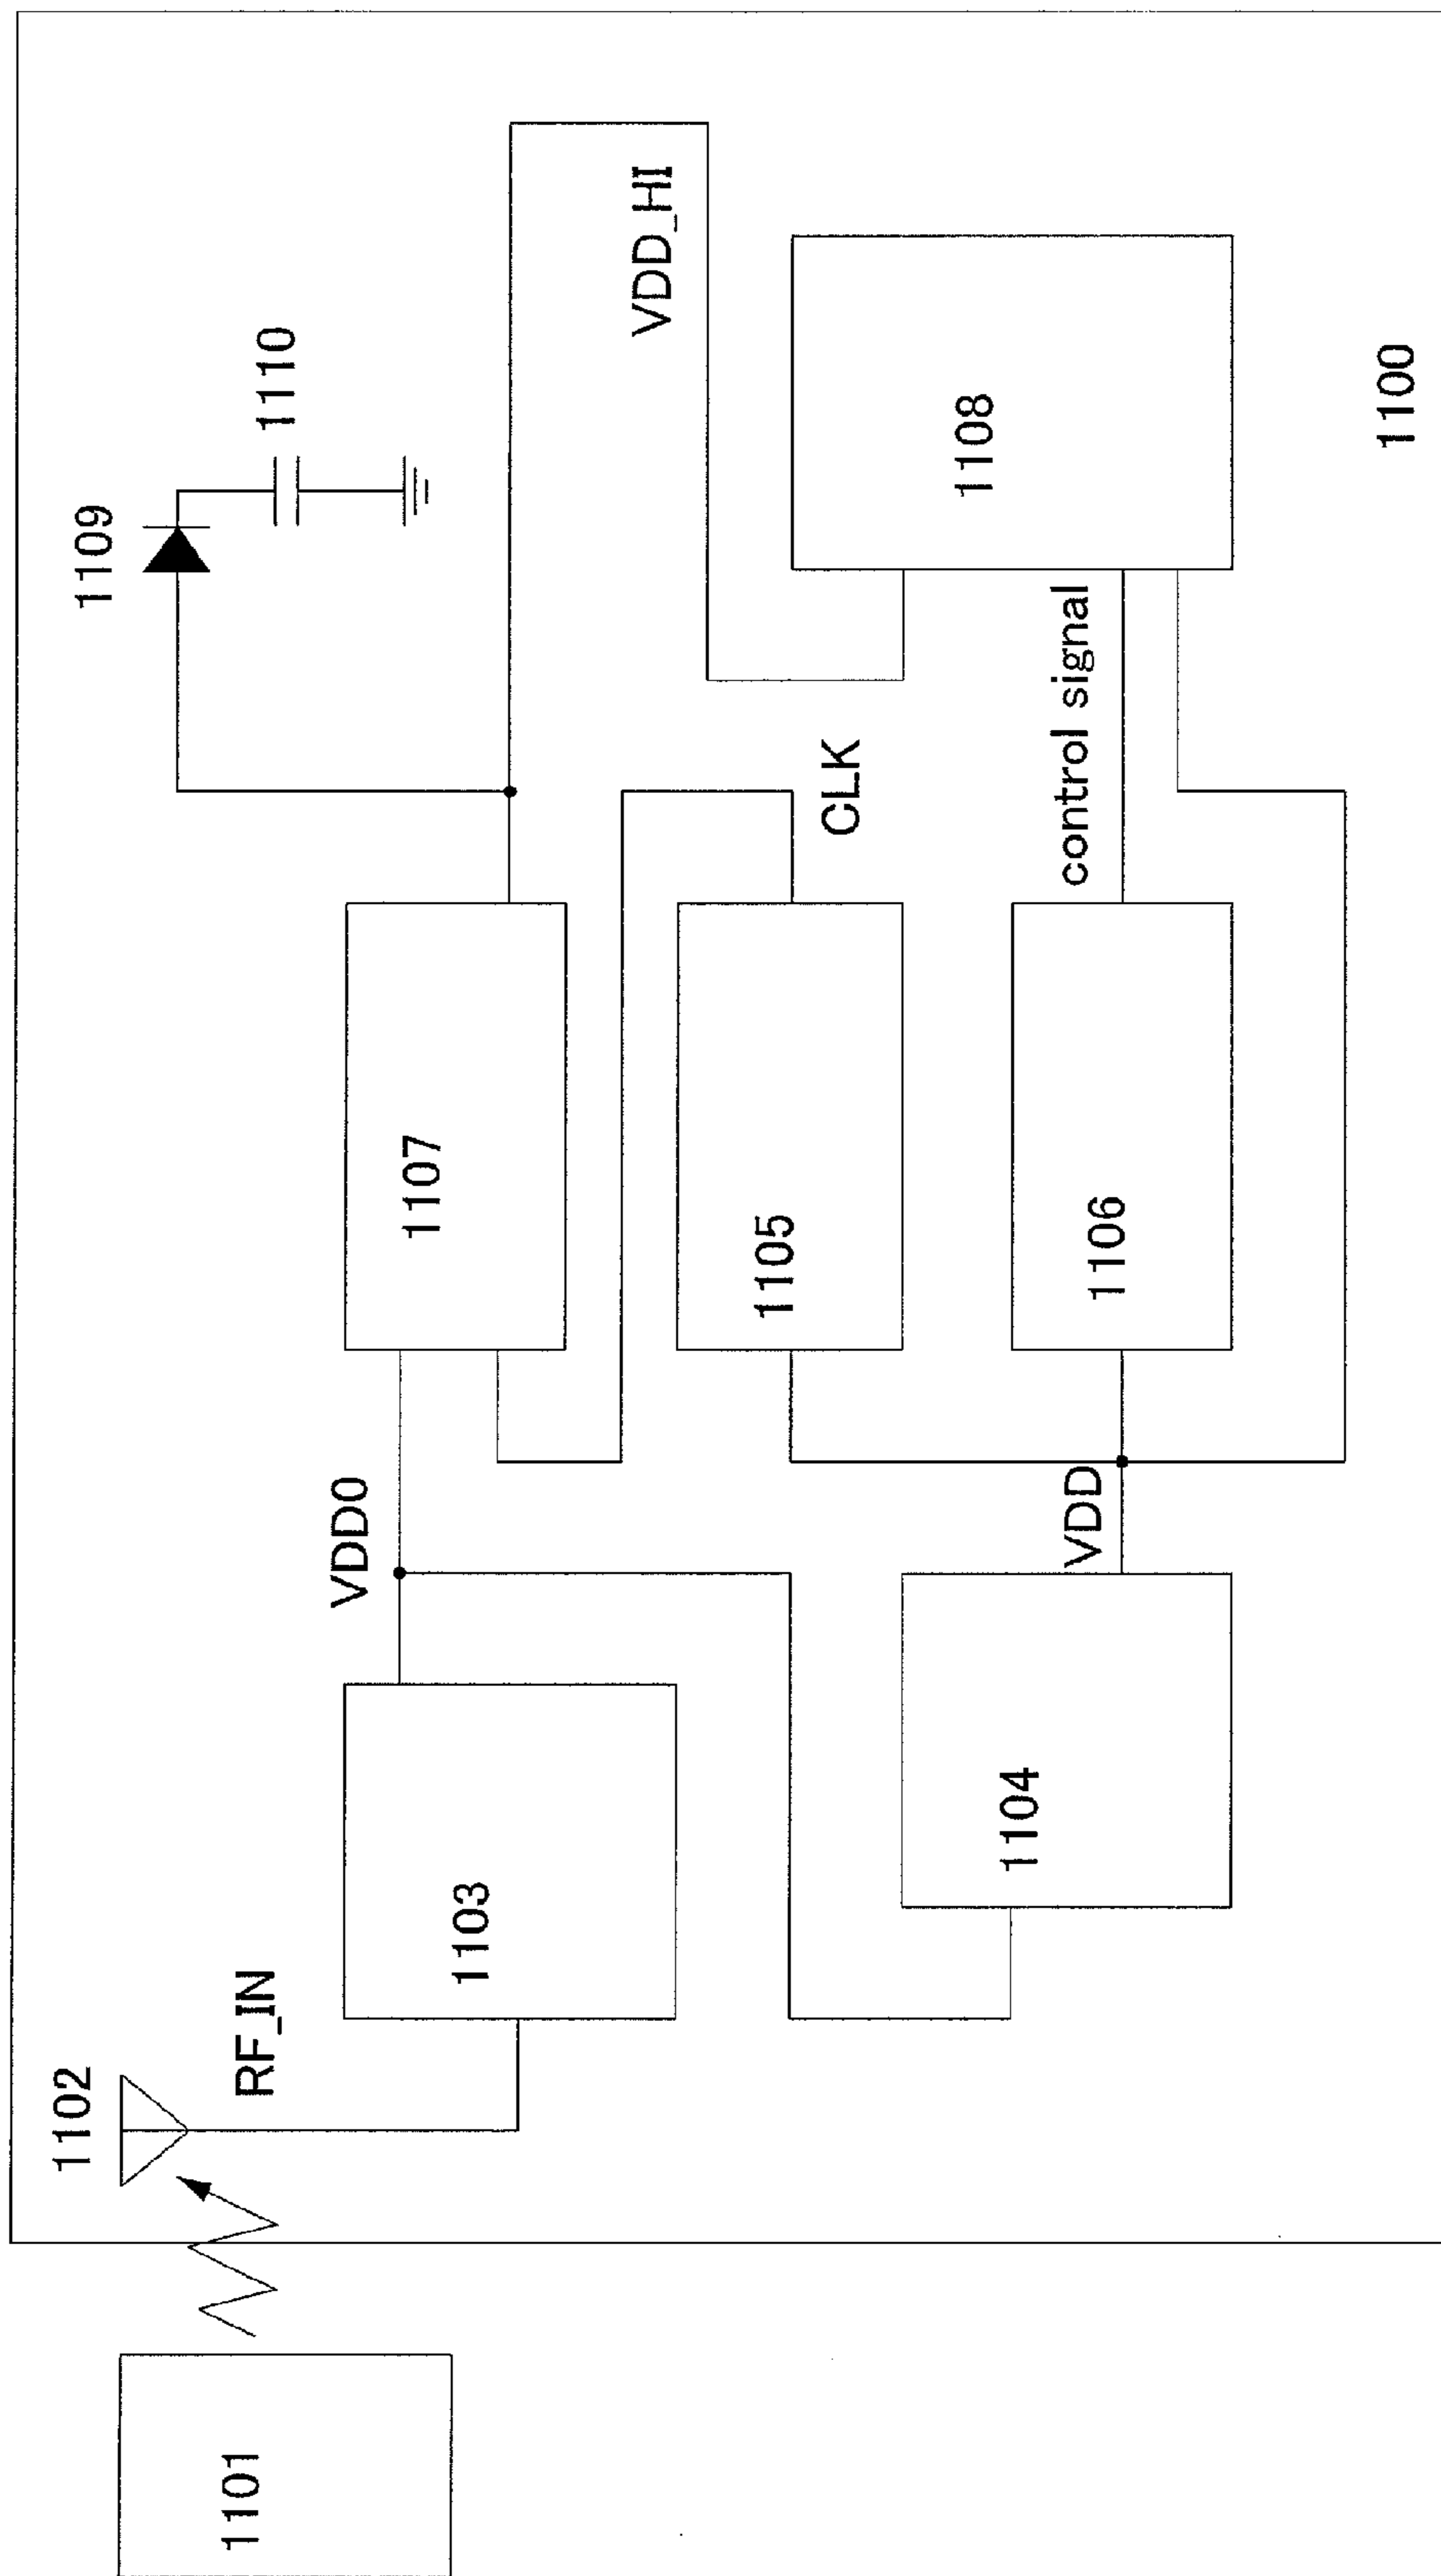 1101
1102
RF_IN
1103
VDD0
1107
1109
1110
VDD_HI
1104
VDD
1105
CLK
1106
control signal
1108
1100